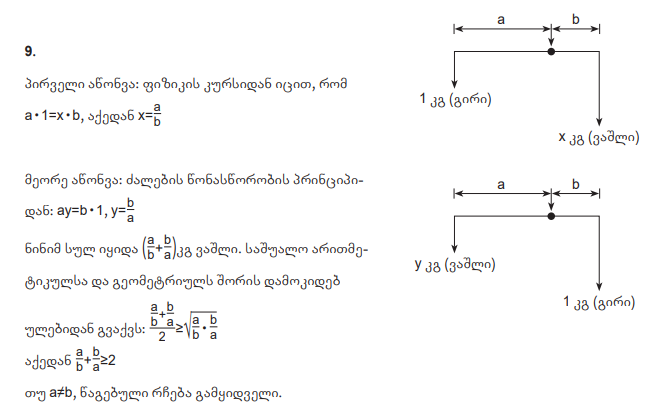 9.
პირველი აწონვა: ფიზიკის კურსიდან იცით, რომ
a•1=x•b, აქედან x=a/b
მეორე აწონვა: ძალების წონასწორობის პრინციპი-
დან: ay=b•1, y=b/a
ნინიმ სულ იყიდა (a/b+b/a)კგ ვაშლი. საშუალო არითმე-
ტიკულსა და გეომეტრიულს შორის დამოკიდებ
ულებიდან გვაქვს: (a/b+b/a)/2≥√(a/b•b/a)
აქედან a/b+b/a≥2
თუ a≠b, წაგებული რჩება გამყიდველი.
a b
1 კგ (გირი)
x კგ (ვაშლი)
a b
y კგ (ვაშლი)
1 კგ (გირი)